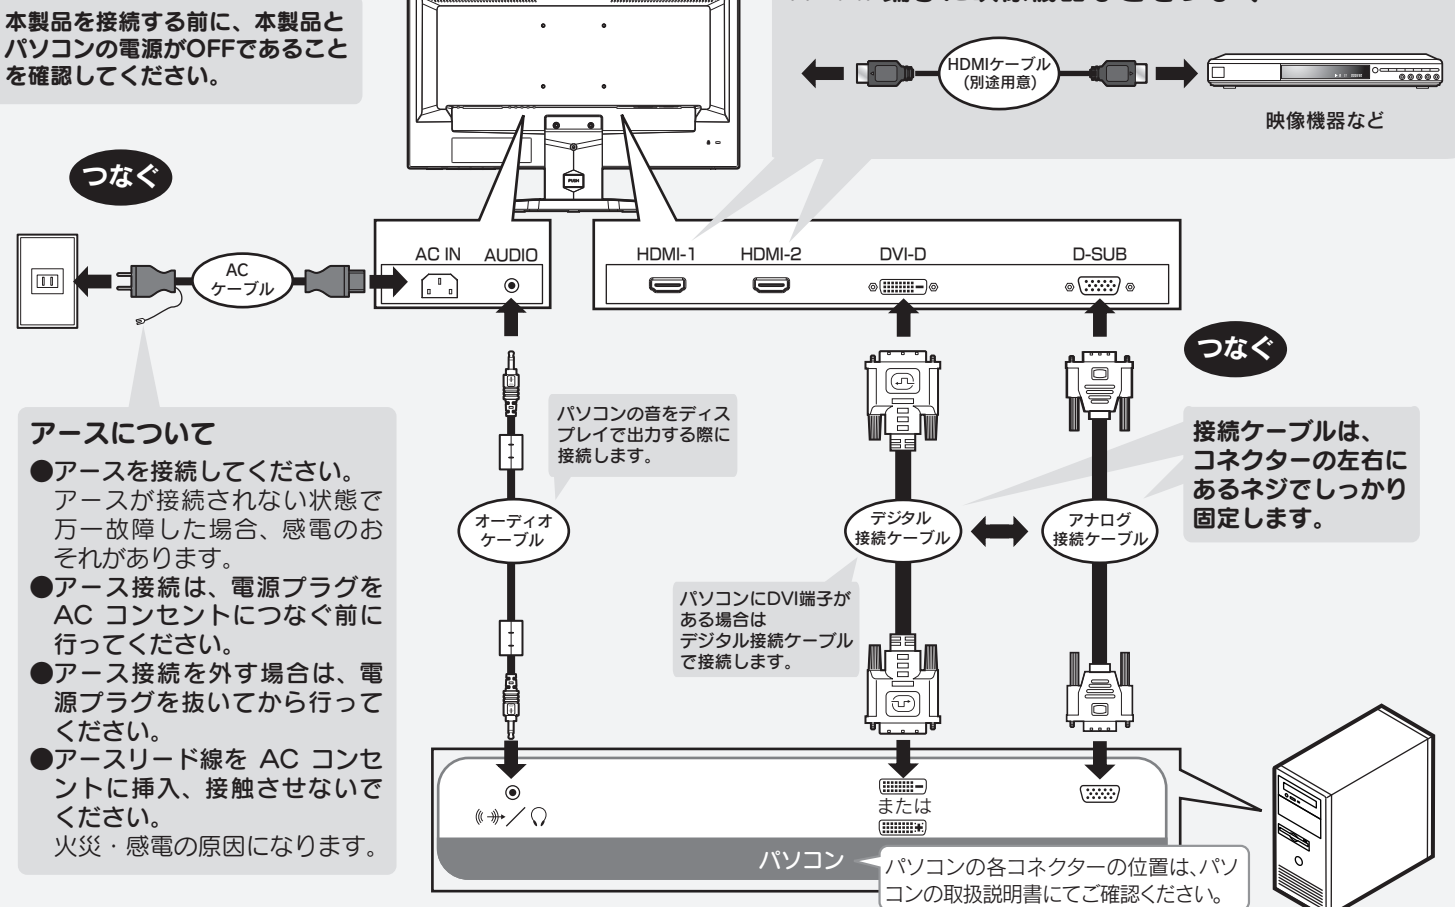 本製品を接続する前に、本製品と
パソコンの電源がOFFであること
を確認してください。
HDMIケーブル
(別途用意)
映像機器など
つなぐ
AC
ケーブル
AC IN
AUDIO
PUSH
HDMI-1
HDMI-2
DVI-D
D-SUB
つなぐ
アースについて
●アースを接続してください。
アースが接続されない状態で
万一故障した場合、感電のお
それがあります。
●アース接続は、電源プラグを
AC コンセントにつなぐ前に
行ってください。
●アース接続を外す場合は、電
源プラグを抜いてから行って
ください。
●アースリード線を AC コンセ
ントに挿入、接触させないで
ください。
火災・感電の原因になります。
パソコンの音をディス
プレイで出力する際に
接続します。
オーディオ
ケーブル
デジタル
接続ケーブル
アナログ
接続ケーブル
接続ケーブルは、
コネクターの左右に
あるネジでしっかり
固定します。
パソコンにDVI端子が
ある場合は
デジタル接続ケーブル
で接続します。
または
パソコン
パソコンの各コネクターの位置は、パソ
コンの取扱説明書にてご確認ください。